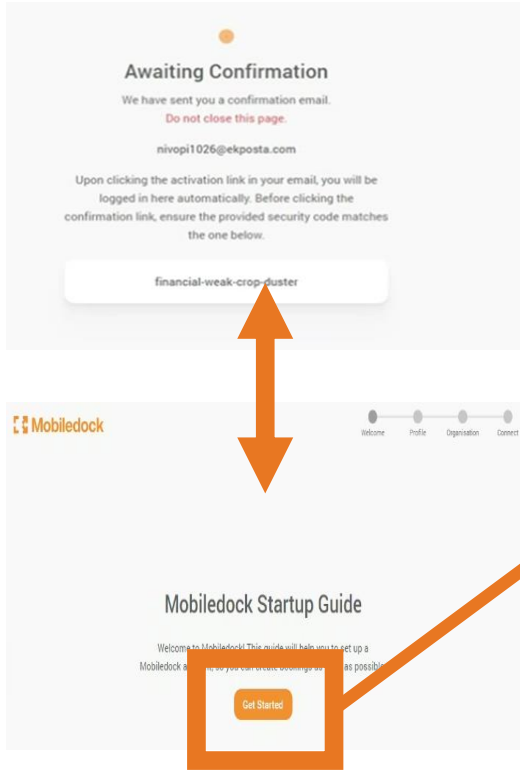 Awaiting Confirmation
We have sent you a confirmation email.
Do not close this page.
nivopi1026@ekposta.com
Upon clicking the activation link in your email, you will be
logged in here automatically. Before clicking the
confirmation link, ensure the provided security code matches
the one below.
financial-weak-crop-duster
Mobiledock
Welcome Profile Organisation Connect
Mobiledock Startup Guide
Welcome to Mobiledock! This guide will help you to set up a
Mobiledock so you can create bookings as possible
Get Started